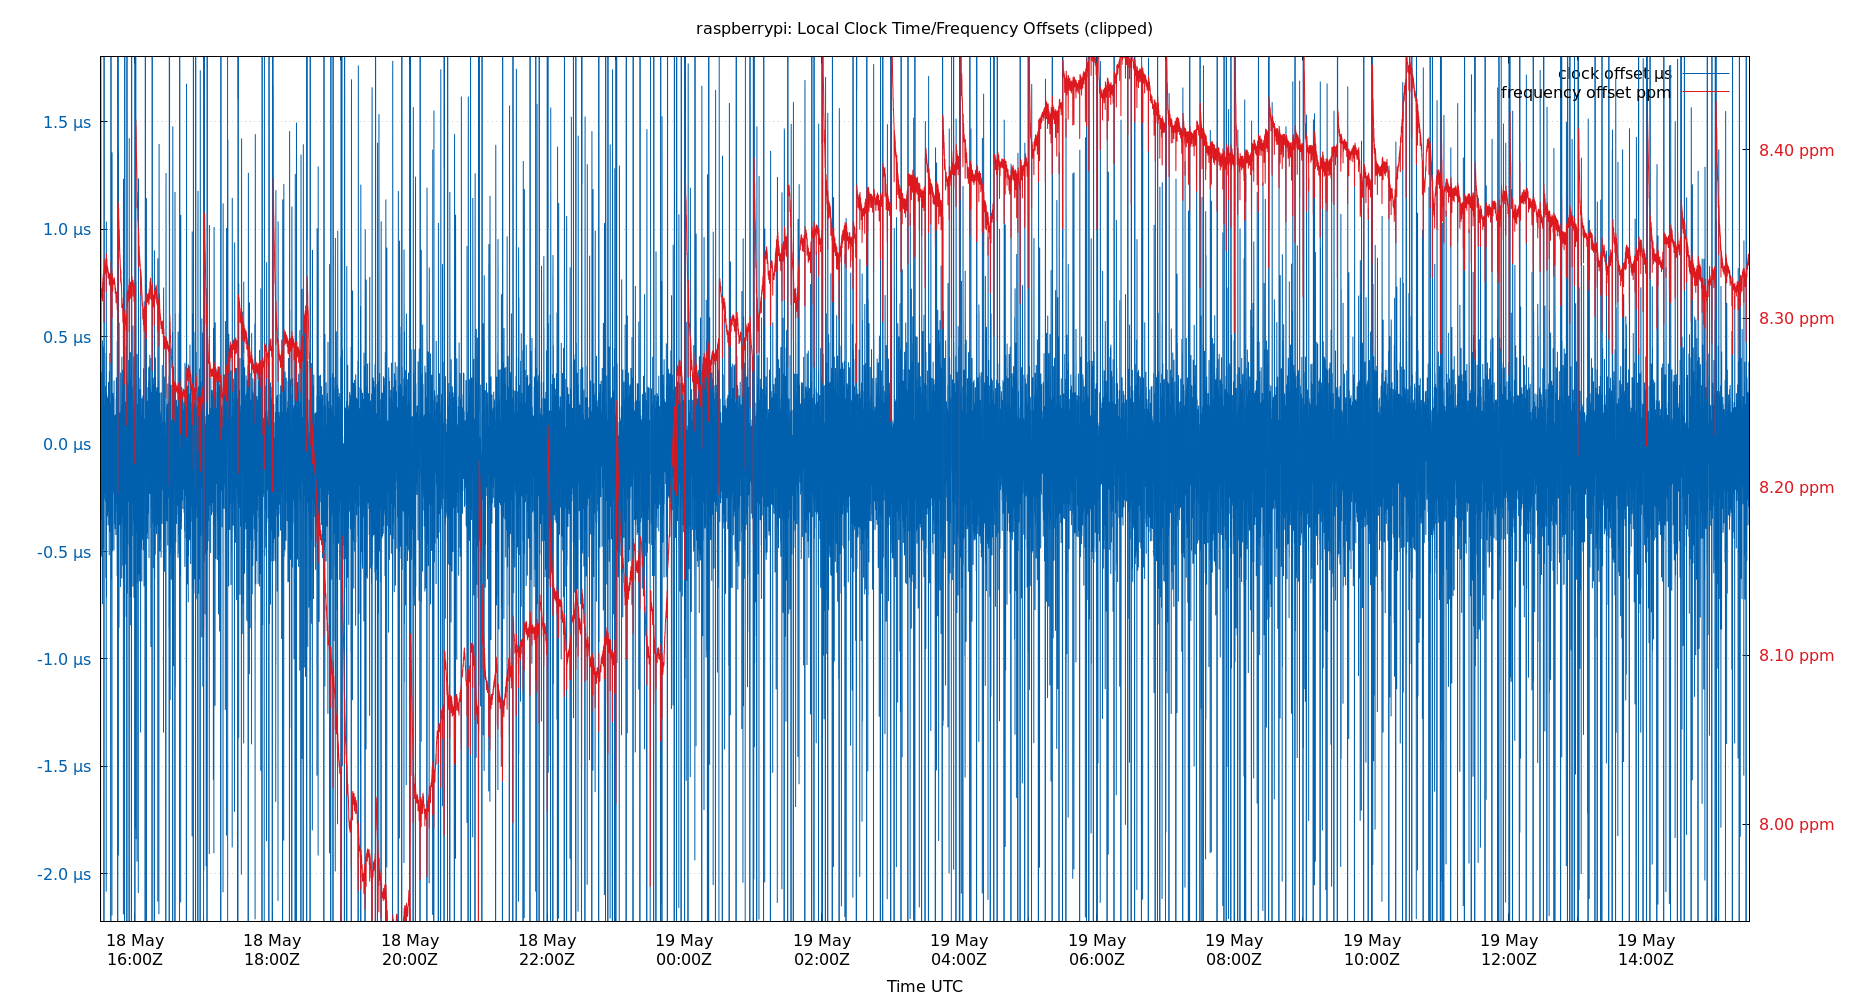 raspberrypi: Local Clock Time/Frequency Offsets (clipped)
clock offset µs
frequency offset ppm
1.5 µs
1.0 µs
0.5 µs
0.0 µs
-0.5 µs
-1.0 µs
-1.5 µs
-2.0 µs
8.40 ppm
8.30 ppm
8.20 ppm
8.10 ppm
8.00 ppm
18 May 18 May 18 May 18 May 19 May 19 May 19 May 19 May 19 May 19 May 19 May 19 May
16:00Z 18:00Z 20:00Z 22:00Z 00:00Z 02:00Z 04:00Z 06:00Z 08:00Z 10:00Z 12:00Z 14:00Z
Time UTC